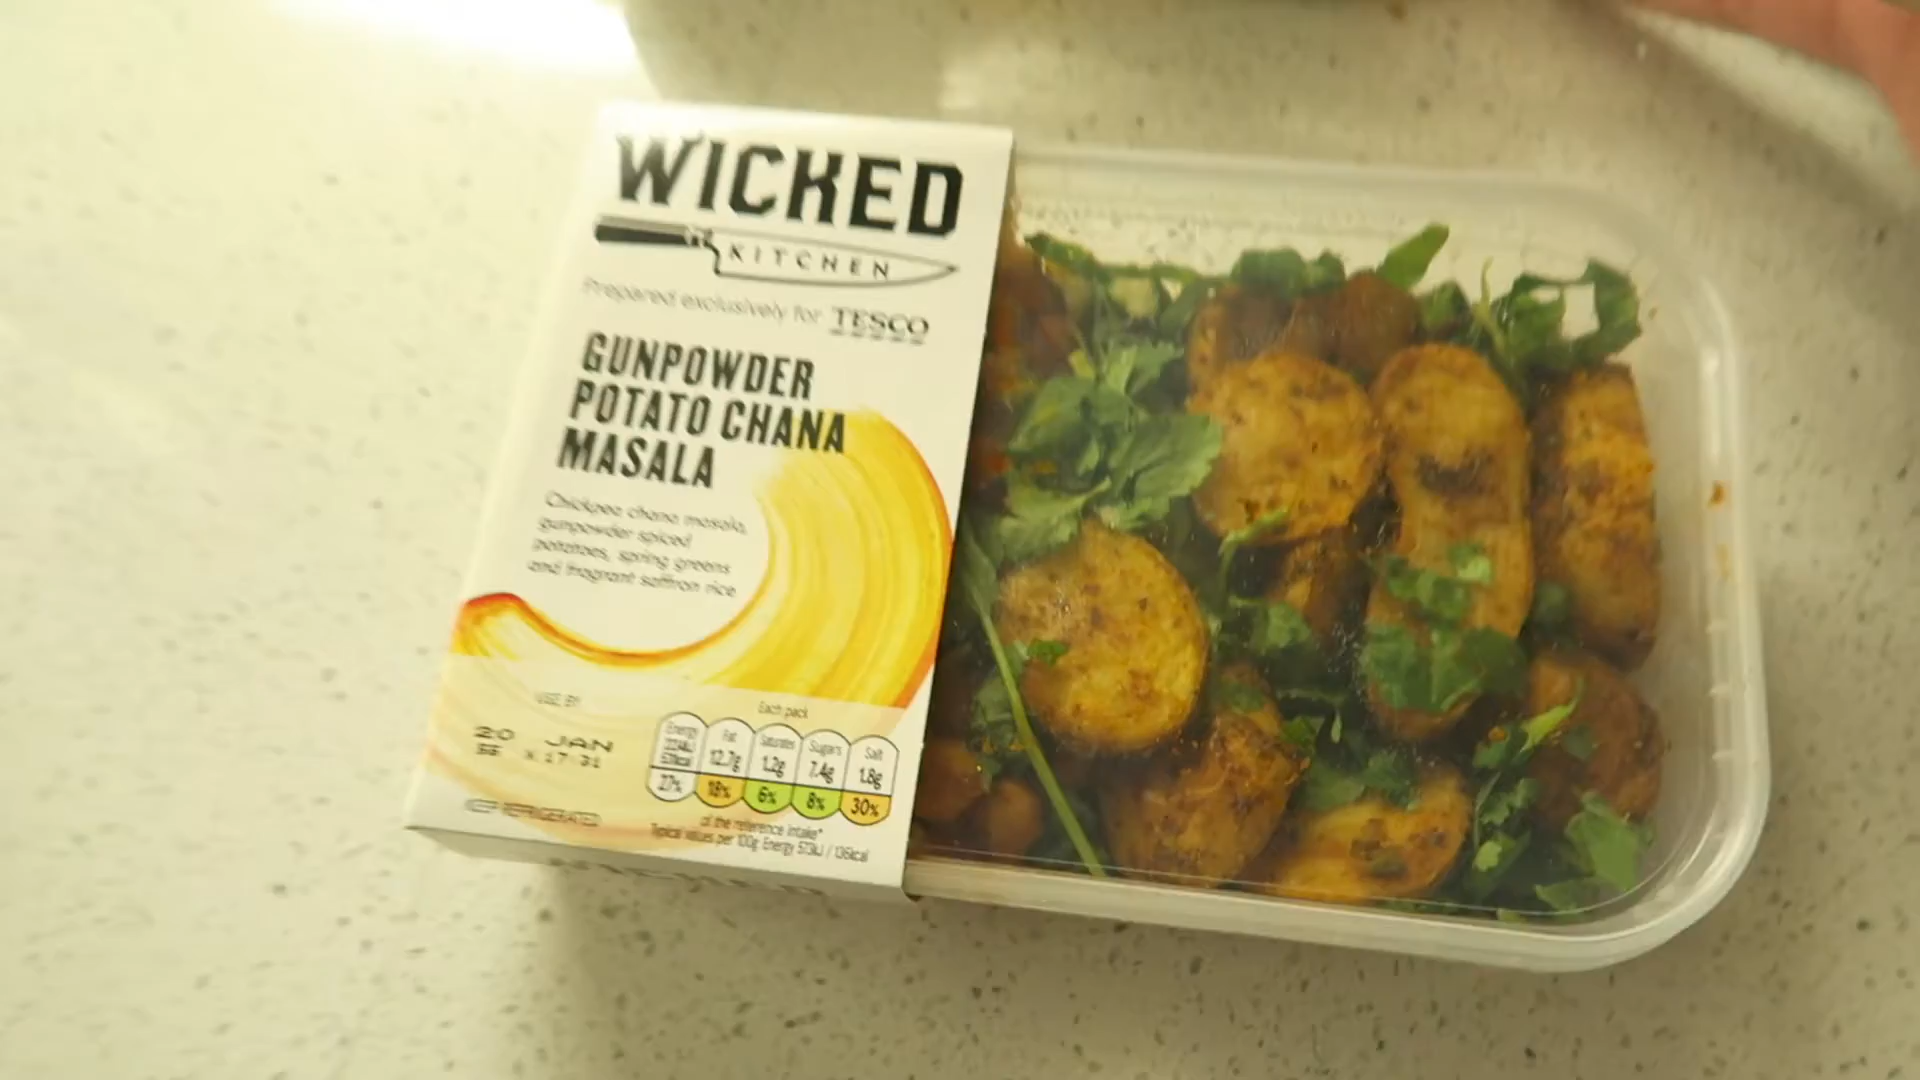 WICKED
KITCHEN
Prepared exclusively for TESCO
GUNPOWDER
POTATO CHANA
MASALA
Chickpea chana masala,
gunpowder spiced
potatoes, spring greens
and fragrant saffron rice
USE BY
20 JAN
17:31
KEEP REFRIGERATED
Each pack
Energy Fat Saturates Sugars Salt
12.7g 1.2g 7.4g 1.8g
27% 18% 6% 8% 30%
of the reference intake*
Typical values per 100g: Energy 573kJ / 136kcal